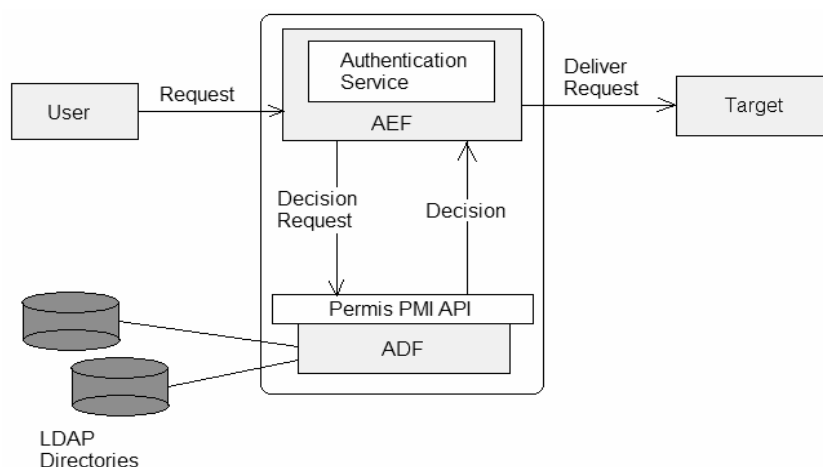 Authentication
Service
Deliver
Request
Request
User
Target
AEF
Decision
Request
Decision
Permis PMI API
ADF
LDAP
Directories